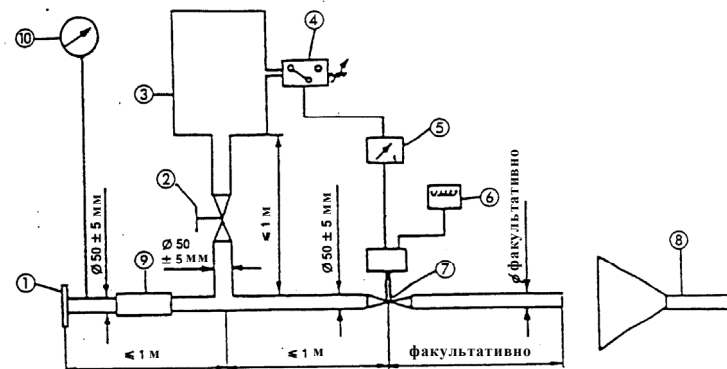 10
4
3
5
2
6
Ø 50 ± 5 мм
≤ 1 м
Ø факультативно
Ø 50
± 5 мм
Ø 50 ± 5 мм
1
9
7
8
≤ 1 м
≤ 1 м
факультативно